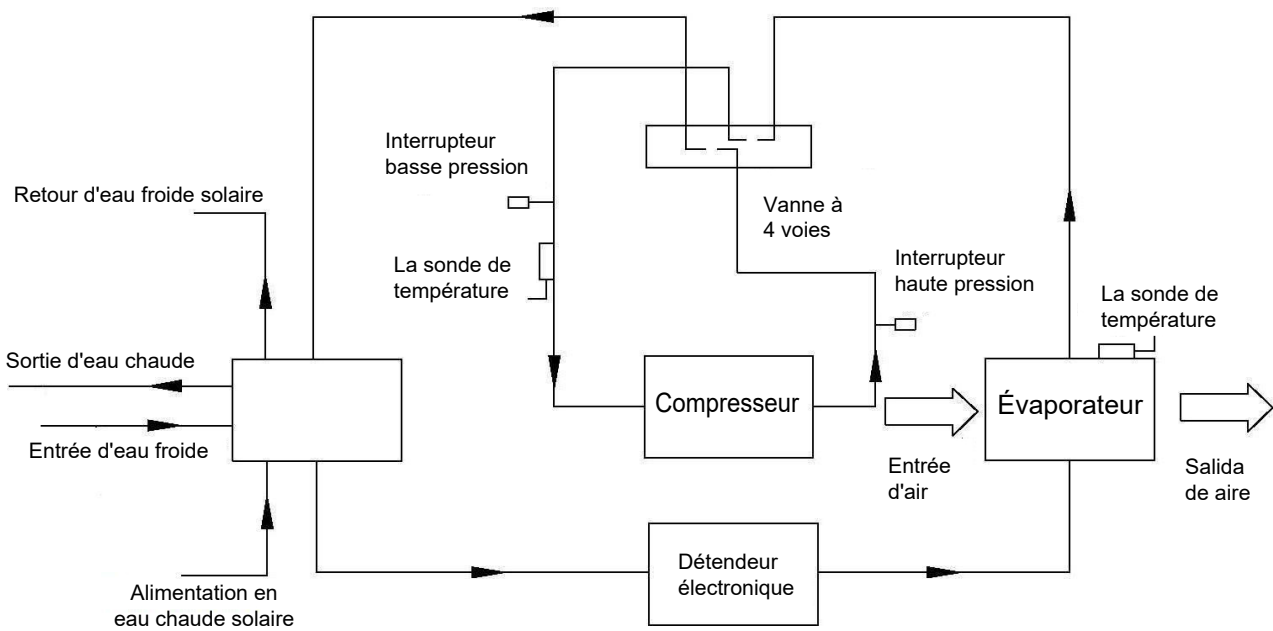 Interrupteur
basse pression
Retour d'eau froide solaire
Vanne à
4 voies
La sonde de
température
Interrupteur
haute pression
La sonde de
température
Sortie d'eau chaude
Compresseur
Évaporateur
Entrée d'eau froide
Entrée
d'air
Salida
de aire
Détendeur
électronique
Alimentation en
eau chaude solaire